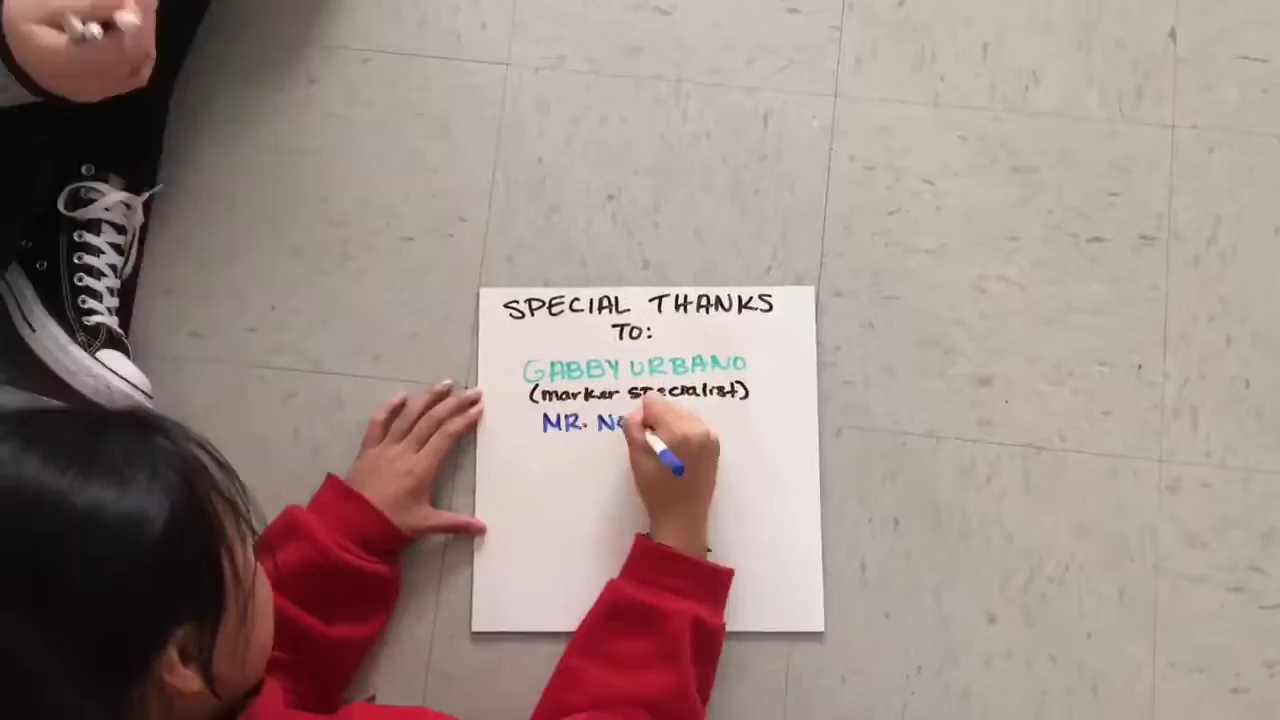 SPECIAL THANKS
TO:
GABBY URBANO
(marker specialist)
MR.